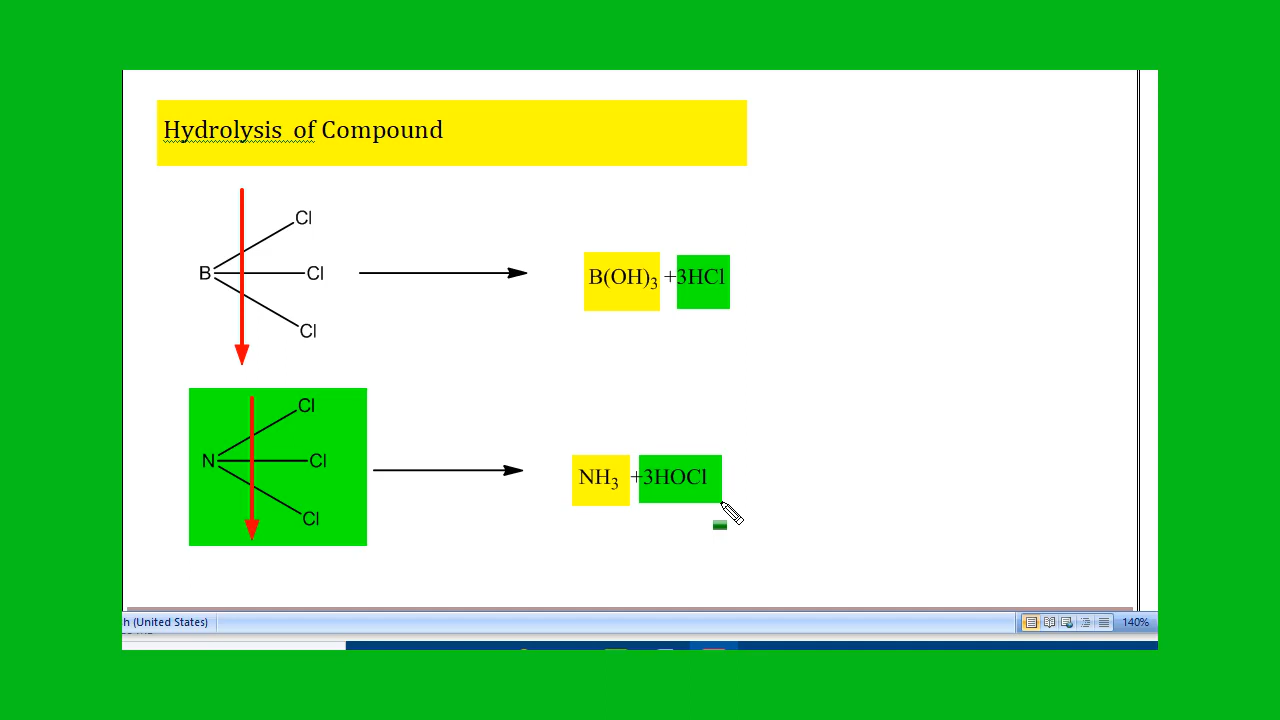 Hydrolysis of Compound
Cl
B Cl
Cl
B(OH)₃ +3HCl
Cl
N Cl
Cl
NH₃ +3HOCl
h (United States)
140%